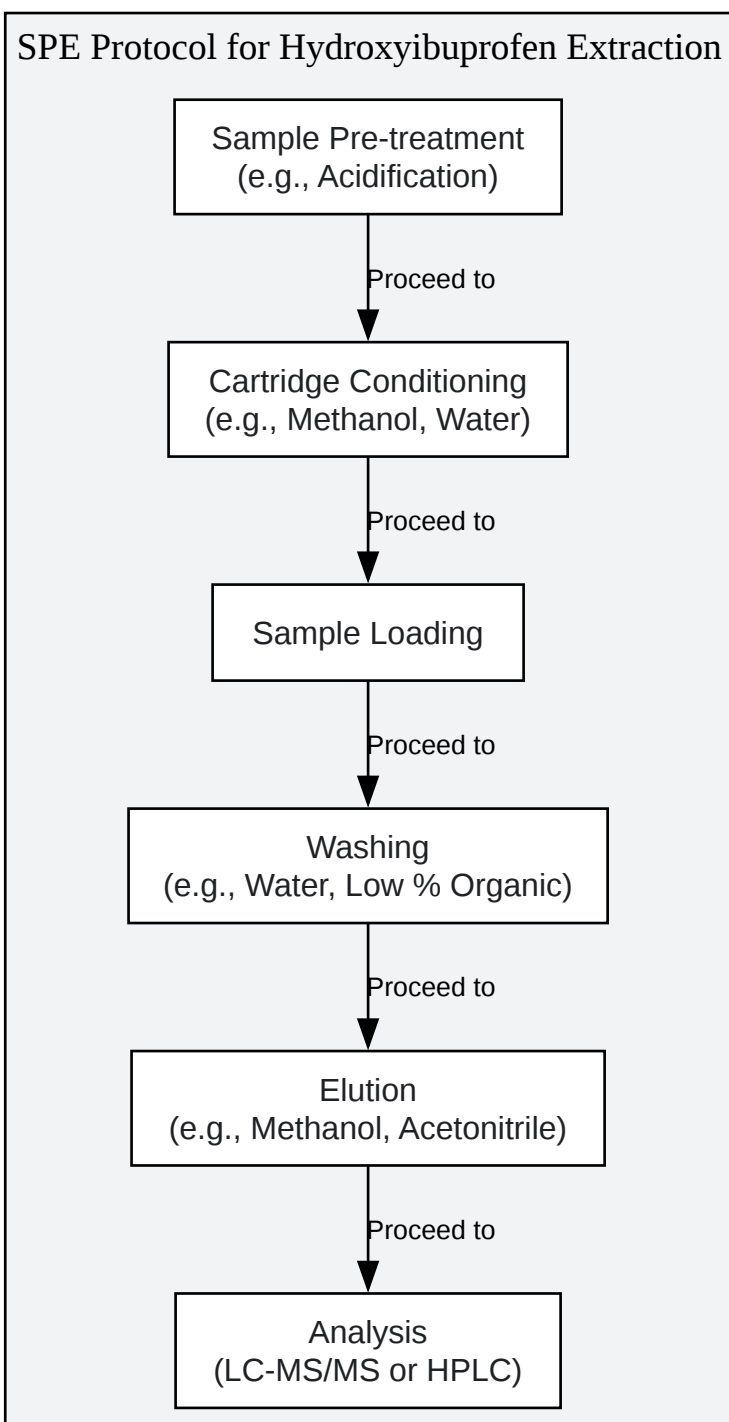 SPE Protocol for Hydroxyibuprofen Extraction
Sample Pre-treatment
(e.g., Acidification)
Proceed to
Cartridge Conditioning
(e.g., Methanol, Water)
Proceed to
Sample Loading
Proceed to
Washing
(e.g., Water, Low % Organic)
Proceed to
Elution
(e.g., Methanol, Acetonitrile)
Proceed to
Analysis
(LC-MS/MS or HPLC)